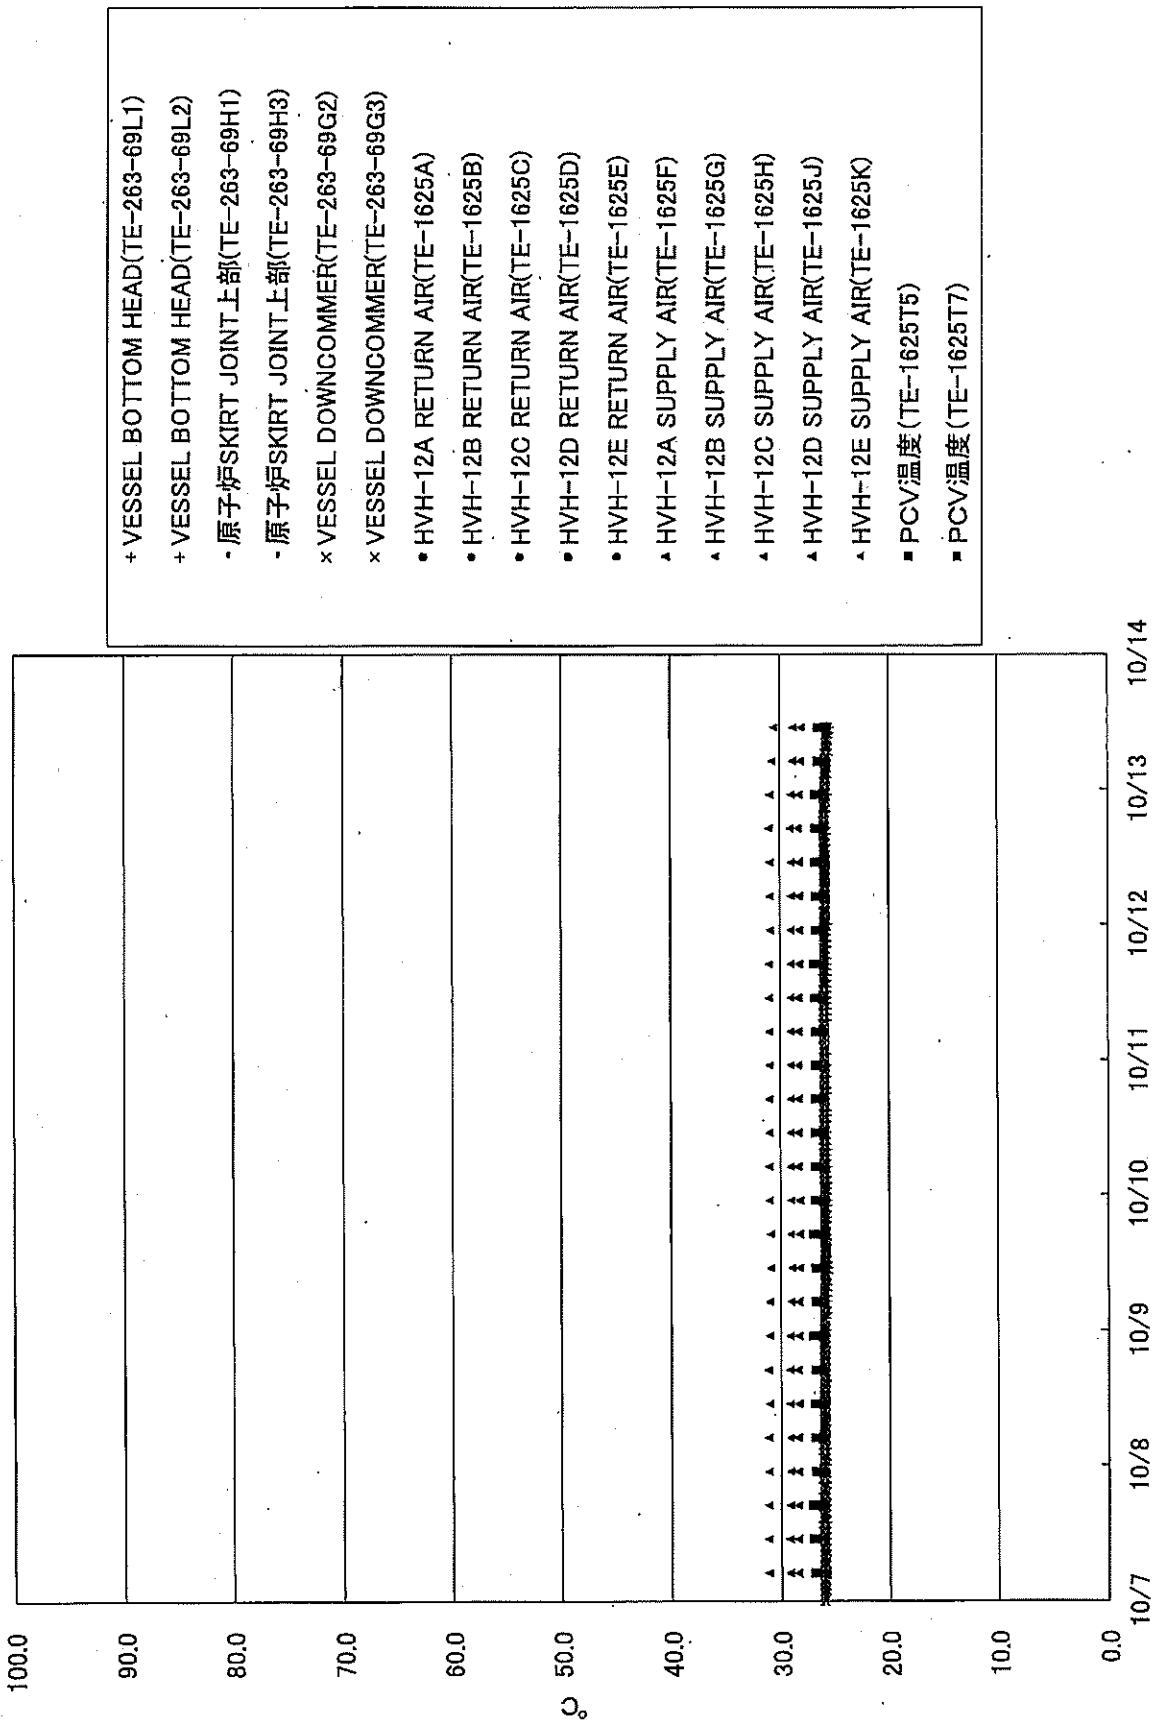 100.0
90.0
80.0
70.0
60.0
50.0
40.0
30.0
20.0
10.0
0.0
℃
10/7
10/8
10/9
10/10
10/11
10/12
10/13
10/14
+ VESSEL BOTTOM HEAD(TE-263-69L1)
+ VESSEL BOTTOM HEAD(TE-263-69L2)
- 原子炉SKIRT JOINT上部(TE-263-69H1)
- 原子炉SKIRT JOINT上部(TE-263-69H3)
× VESSEL DOWNCOMMER(TE-263-69G2)
× VESSEL DOWNCOMMER(TE-263-69G3)
● HVH-12A RETURN AIR(TE-1625A)
● HVH-12B RETURN AIR(TE-1625B)
● HVH-12C RETURN AIR(TE-1625C)
● HVH-12D RETURN AIR(TE-1625D)
● HVH-12E RETURN AIR(TE-1625E)
▲ HVH-12A SUPPLY AIR(TE-1625F)
▲ HVH-12B SUPPLY AIR(TE-1625G)
▲ HVH-12C SUPPLY AIR(TE-1625H)
▲ HVH-12D SUPPLY AIR(TE-1625J)
▲ HVH-12E SUPPLY AIR(TE-1625K)
■ PCV温度(TE-1625T5)
■ PCV温度(TE-1625T7)